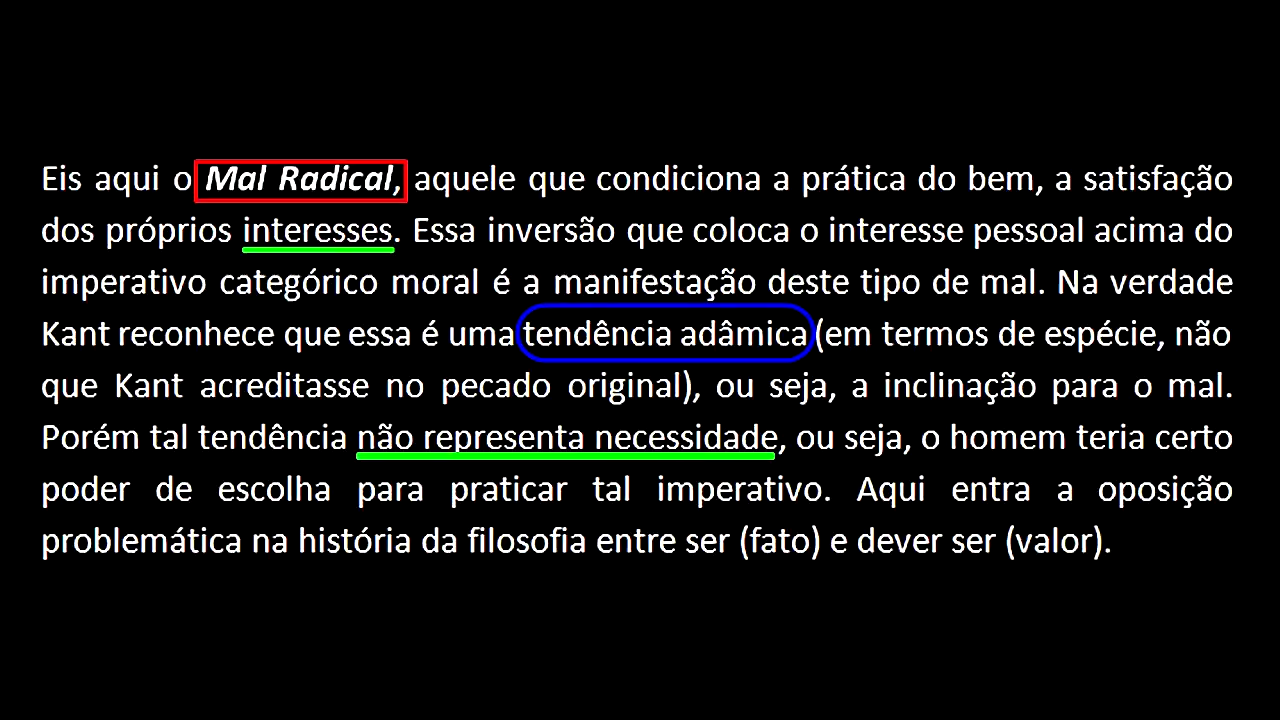 Eis aqui o Mal Radical, aquele que condiciona a prática do bem, a satisfação
dos próprios interesses. Essa inversão que coloca o interesse pessoal acima do
imperativo categórico moral é a manifestação deste tipo de mal. Na verdade
Kant reconhece que essa é uma tendência adâmica (em termos de espécie, não
que Kant acreditasse no pecado original), ou seja, a inclinação para o mal.
Porém tal tendência não representa necessidade, ou seja, o homem teria certo
poder de escolha para praticar tal imperativo. Aqui entra a oposição
problemática na história da filosofia entre ser (fato) e dever ser (valor).